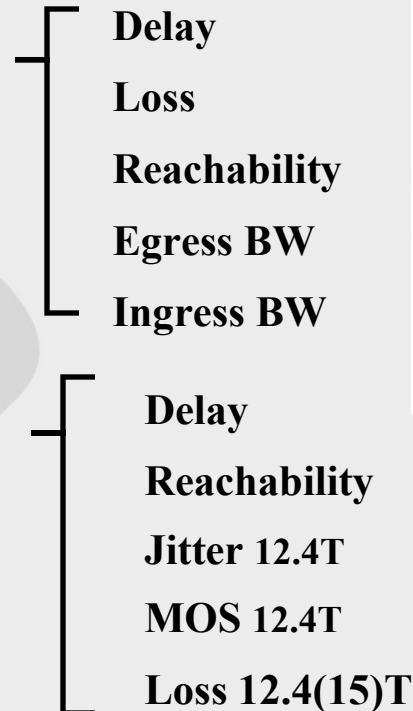 Delay
Loss
Reachability
Egress BW
Ingress BW
Delay
Reachability
Jitter 12.4T
MOS 12.4T
Loss 12.4(15)T